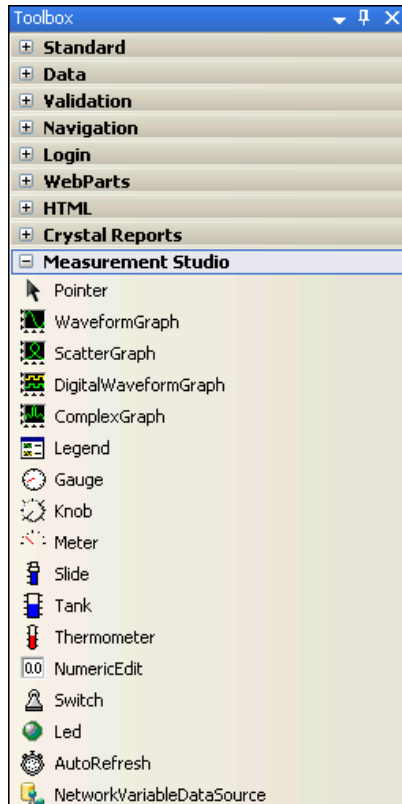 Toolbox
Standard
Data
Validation
Navigation
Login
WebParts
HTML
Crystal Reports
Measurement Studio
Pointer
WaveformGraph
ScatterGraph
DigitalWaveformGraph
ComplexGraph
Legend
Gauge
Knob
Meter
Slide
Tank
Thermometer
0.0 NumericEdit
Switch
Led
AutoRefresh
NetworkVariableDataSource